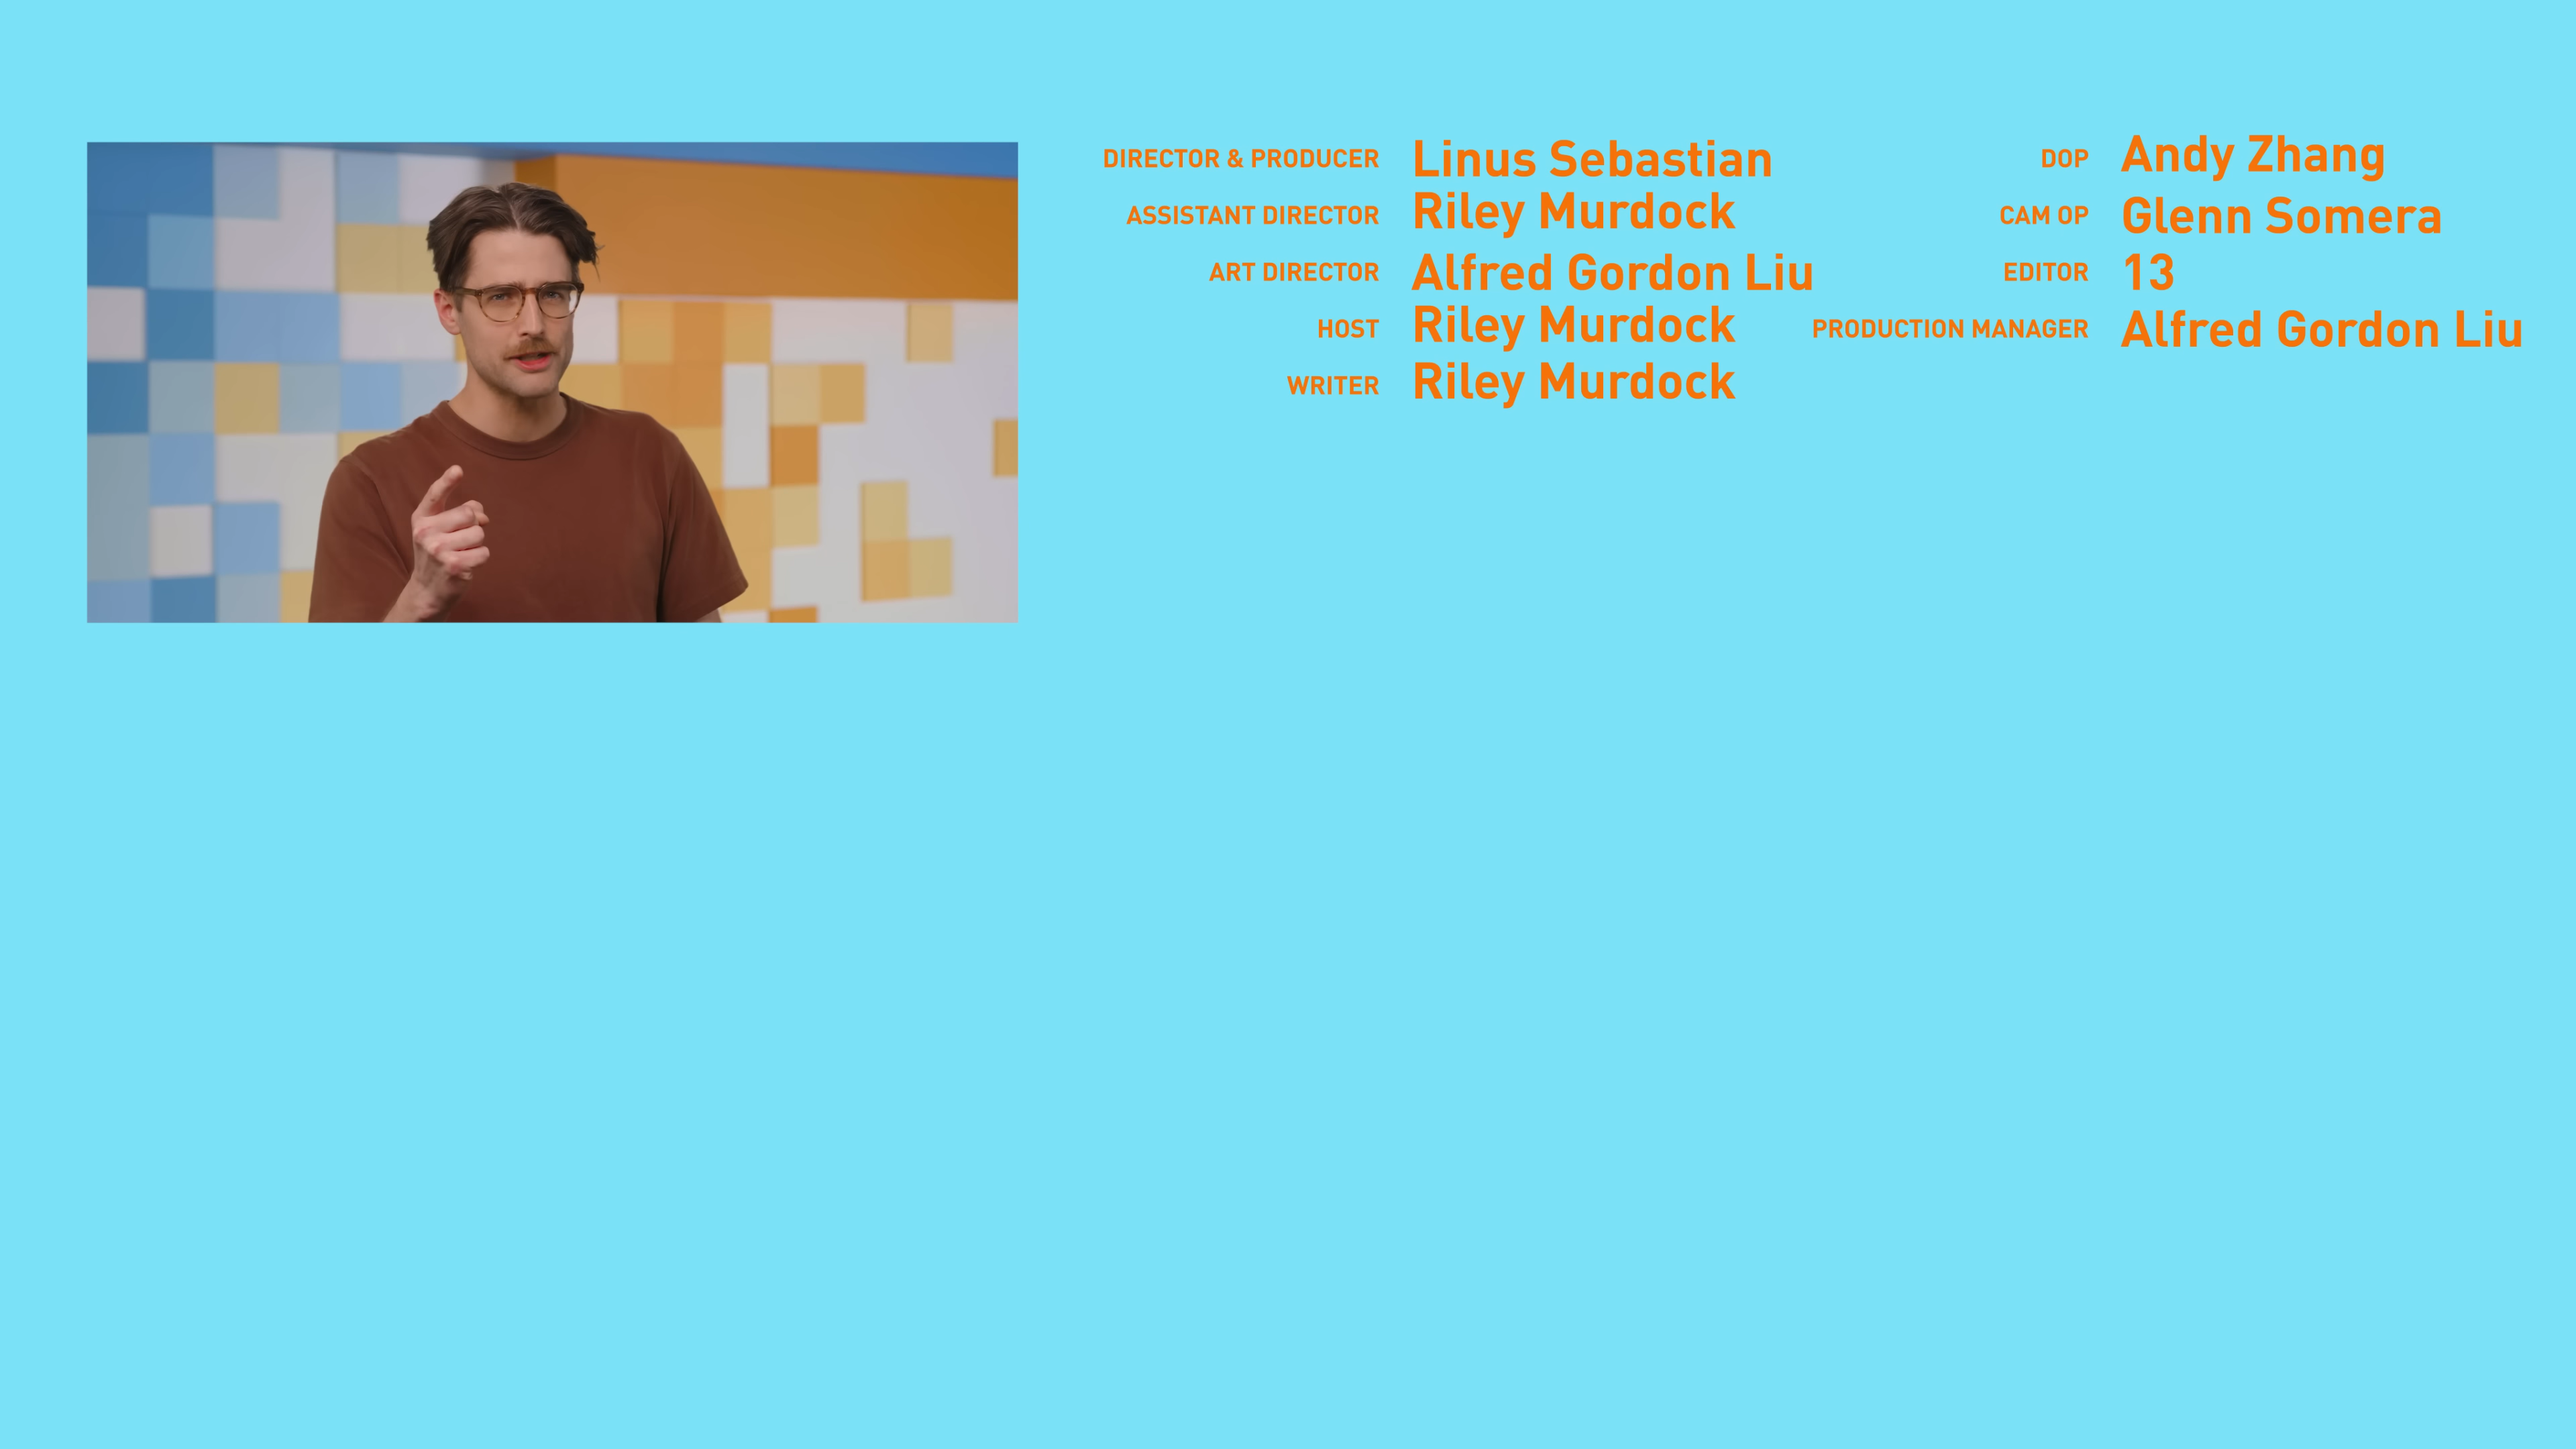 DIRECTOR & PRODUCER Linus Sebastian
ASSISTANT DIRECTOR Riley Murdock
ART DIRECTOR Alfred Gordon Liu
HOST Riley Murdock
WRITER Riley Murdock
DOP Andy Zhang
CAM OP Glenn Somera
EDITOR 13
PRODUCTION MANAGER Alfred Gordon Liu